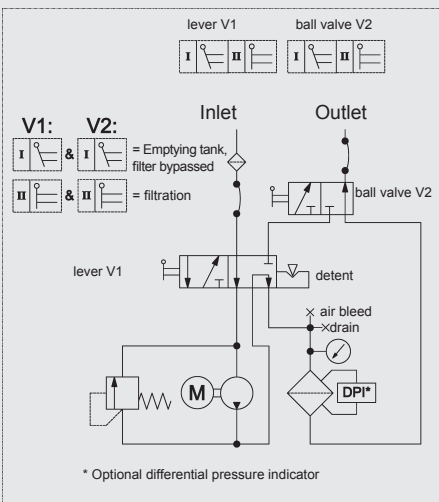 lever V1 ball valve V2
I II I II
Inlet Outlet
V1: V2:
I & I = Emptying tank,
filter bypassed
II & II = filtration
ball valve V2
lever V1
detent
air bleed
drain
M
DPI*
* Optional differential pressure indicator